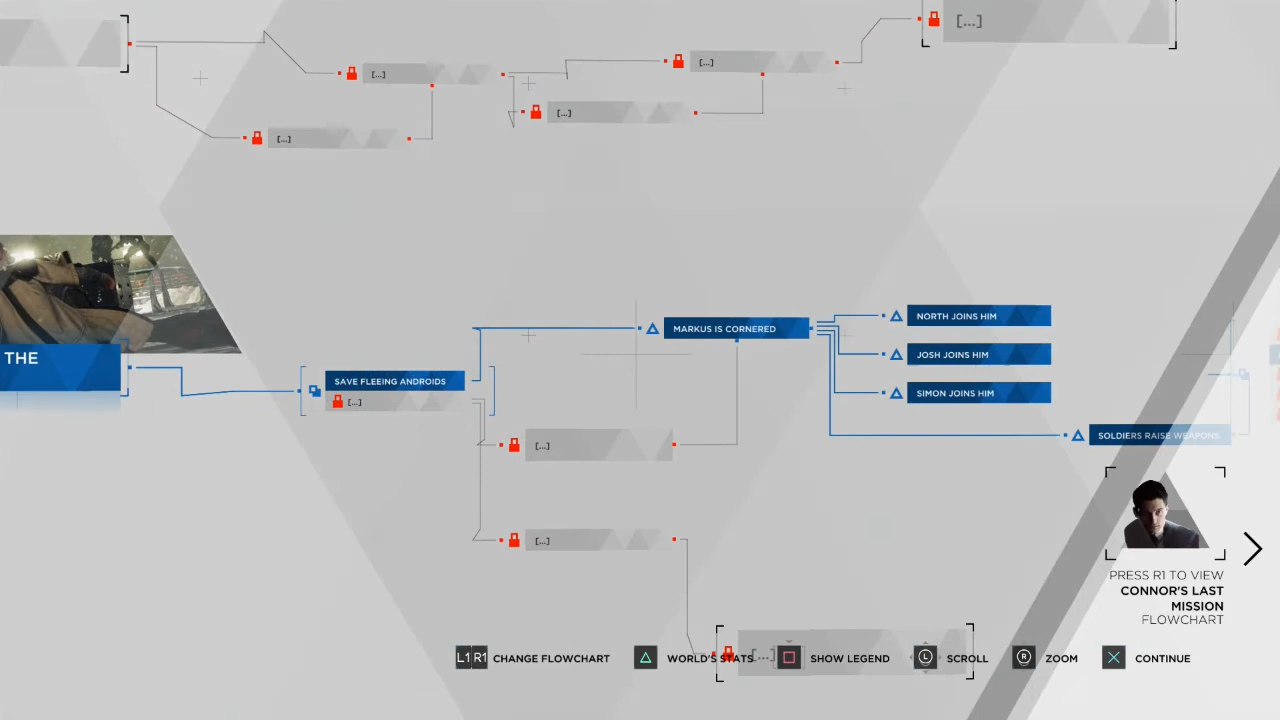 [...]
[...]
[...]
[...]
[...]
NORTH JOINS HIM
MARKUS IS CORNERED
JOSH JOINS HIM
THE
SAVE FLEEING ANDROIDS
SIMON JOINS HIM
[...]
SOLDIERS RAISE WEAPONS
[...]
[...]
PRESS R1 TO VIEW
CONNOR'S LAST
MISSION
FLOWCHART
[...]
L1 R1 CHANGE FLOWCHART WORLD'S STATS SHOW LEGEND L SCROLL R ZOOM CONTINUE